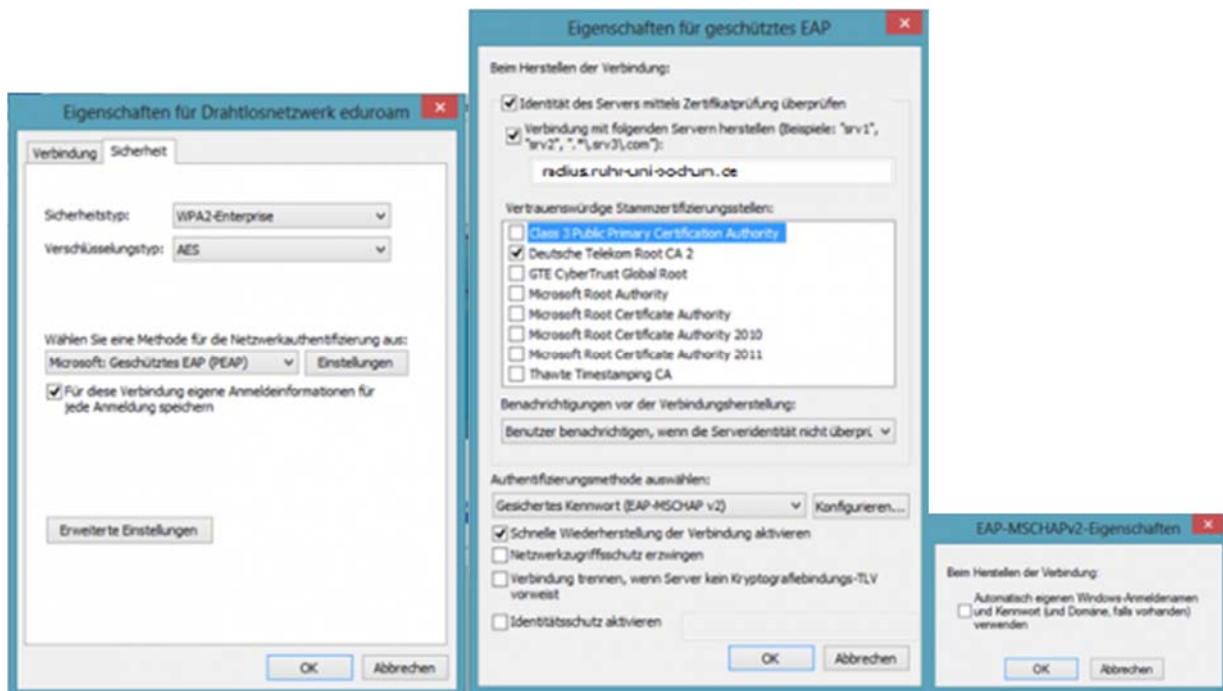 Eigenschaften für Drahtlosnetzwerk eduroam
Verbindung
Sicherheit
Sicherheitstyp:
WPA2-Enterprise
Verschlüsselungstyp:
AES
Wählen Sie eine Methode für die Netzwerkauthentifizierung aus:
Microsoft: Geschütztes EAP (PEAP)
Einstellungen
Für diese Verbindung eigene Anmeldeinformationen für
jede Anmeldung speichern
Erweiterte Einstellungen
OK
Abbrechen
Eigenschaften für geschütztes EAP
Beim Herstellen der Verbindung:
Identität des Servers mittels Zertifikatprüfung überprüfen
Verbindung mit folgenden Servern herstellen (Beispiele: "srv1",
"srv2", ".*\.srv3\.com"):
radius.ruhr-uni-bochum.de
Vertrauenswürdige Stammzertifizierungsstellen:
Class 3 Public Primary Certification Authority
Deutsche Telekom Root CA 2
GTE CyberTrust Global Root
Microsoft Root Authority
Microsoft Root Certificate Authority
Microsoft Root Certificate Authority 2010
Microsoft Root Certificate Authority 2011
Thawte Timestamping CA
Benachrichtigungen vor der Verbindungsherstellung:
Benutzer benachrichtigen, wenn die Serveridentität nicht überprü
Authentifizierungsmethode auswählen:
Gesichertes Kennwort (EAP-MSCHAP v2)
Konfigurieren...
Schnelle Wiederherstellung der Verbindung aktivieren
Netzwerkzugriffsschutz erzwingen
Verbindung trennen, wenn Server kein Kryptografiebindungs-TLV
vorweist
Identitätsschutz aktivieren
OK
Abbrechen
EAP-MSCHAPv2-Eigenschaften
Beim Herstellen der Verbindung:
Automatisch eigenen Windows-Anmeldenamen
und Kennwort (und Domäne, falls vorhanden)
verwenden
OK
Abbrechen